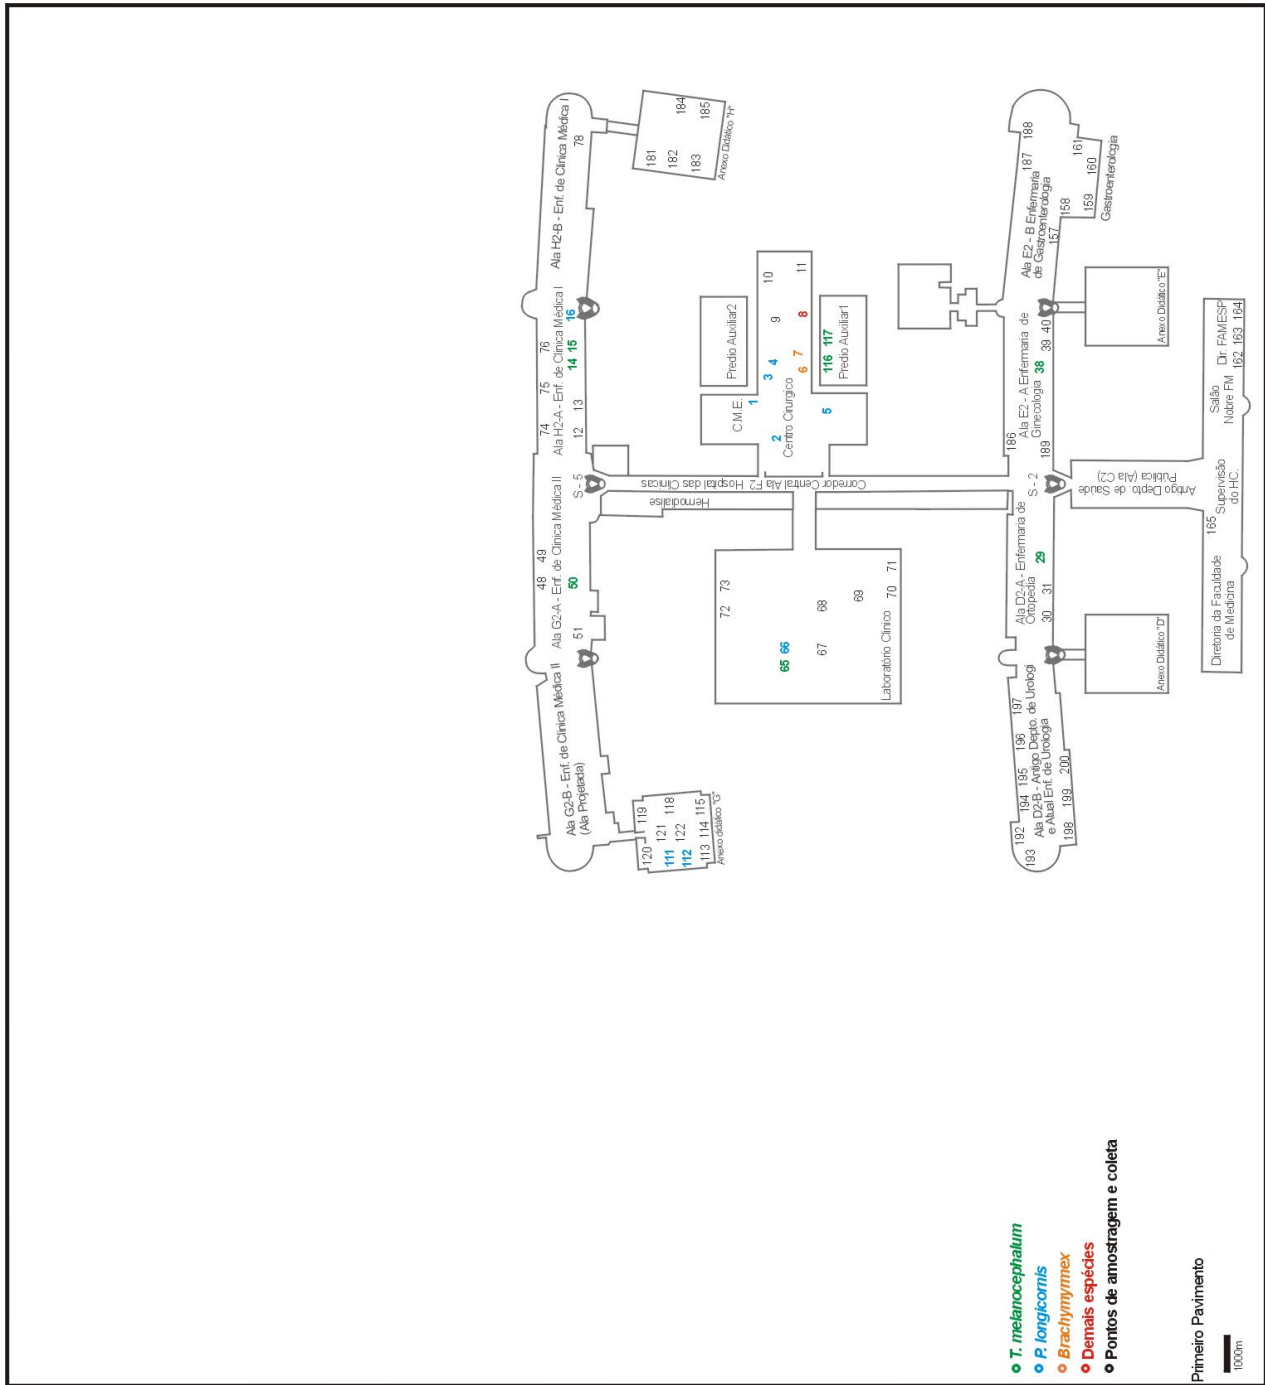 Ala H2-B - Enf. de Clínica Médica I
78
184
185
181
182
183
Anexo Didático "H"
Ala H2-A - Enf. de Clínica Médica I
74
75
76
12
13
14 15
16
S - 5
Ala G2-A - Enf. de Clínica Médica II
48
49
50
51
Ala G2-B - Enf. de Clínica Médica II
(Ala Projetada)
119
118
115
120
121
122
111
112
113
114
Anexo didático "G"
Predio Auxiliar2
C.M.E.
1
2
3
4
5
6
7
8
9
10
11
Centro Cirurgico
116 117
Predio Auxiliar1
Corredor Central Ala F2 Hospital das Clínicas
Hemodiálise
72
73
65 66
67
68
69
70
71
Laboratório Clínico
188
187
161
160
159
158
157
Ala E2 - B Enfermaria
de Gastroenterologia
Gastroenterologia
186
189
Ala E2 - A Enfermaria de
Ginecologia
38
39
40
Anexo Didático "E"
S - 2
Antigo Depto. de Saúde
Pública (Ala C2)
Ala D2-A - Enfermaria de
Ortopedia
29
30
31
Anexo Didático "D"
192
193
194
195
196
197
198
199
200
Ala D2-B - Antigo Depto. de Urologi
e Atual Enf. de Urologia
Dir. FAMESP
162 163 164
Salão
Nobre FM
Supervisão
do HC.
165
Diretoria da Faculdade
de Medicina
T. melanocephalum
P. longicornis
Brachymyrmex
Demais espécies
Pontos de amostragem e coleta
Primeiro Pavimento
1000m